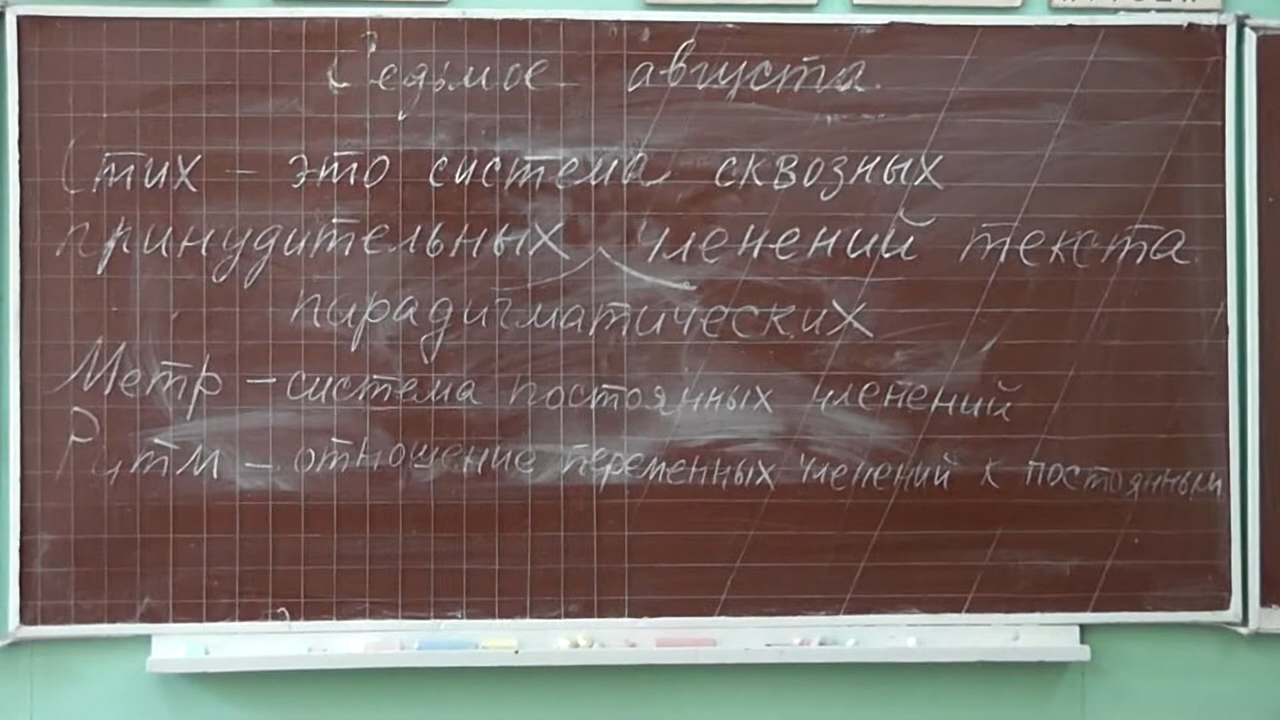 Седьмое августа.
Стих – это система сквозных
принудительных членений текста.
парадигматических
Метр – система постоянных членений
Ритм – отношение переменных членений к постоянным